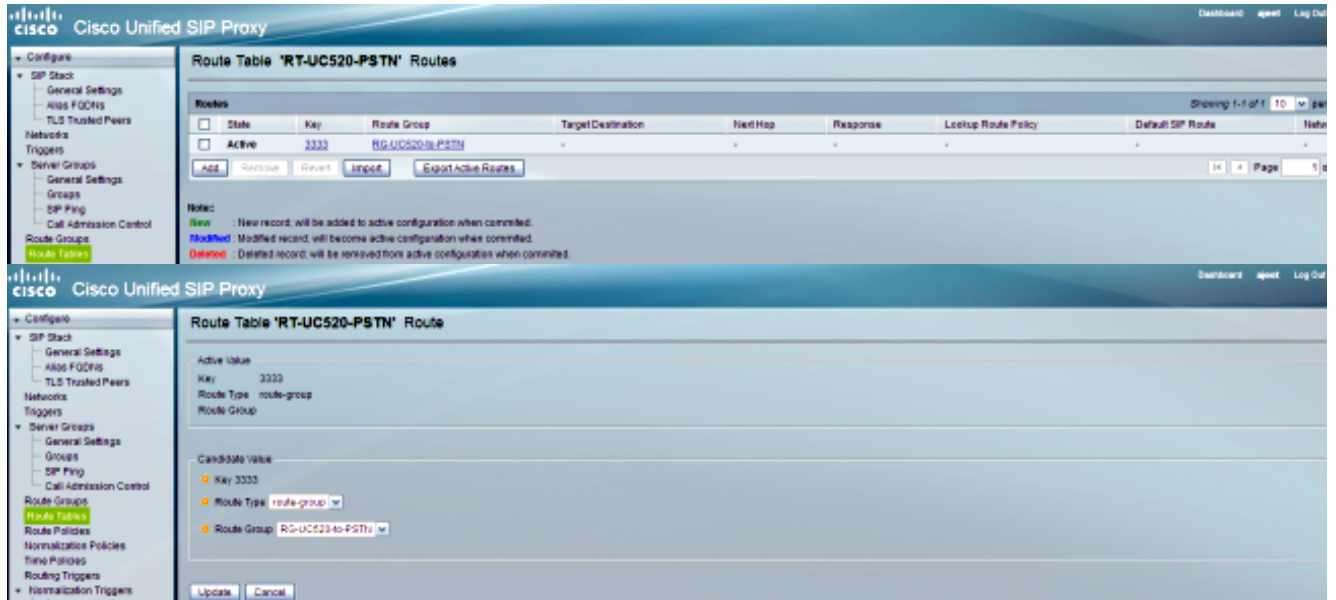 Dashboard ajeet Log Out
CISCO Cisco Unified SIP Proxy
Configure
SIP Stack
General Settings
Alias FQDNs
TLS Trusted Peers
Networks
Triggers
Server Groups
General Settings
Groups
SIP Ping
Call Admission Control
Route Groups
Route Tables
Route Table 'RT-UC520-PSTN' Routes
Routes Showing 1-1 of 1 10 per
State Key Route Group Target Destination Next Hop Response Lookup Route Policy Default SIP Route Netw
Active 3333 RG-UC520-to-PSTN - - - - - -
Add Remove Revert Import Export Active Routes Page 1
Note:
New : New record; will be added to active configuration when commited.
Modified : Modified record; will become active configuration when commited.
Deleted : Deleted record; will be removed from active configuration when commited.
Dashboard ajeet Log Out
CISCO Cisco Unified SIP Proxy
Configure
SIP Stack
General Settings
Alias FQDNs
TLS Trusted Peers
Networks
Triggers
Server Groups
General Settings
Groups
SIP Ping
Call Admission Control
Route Groups
Route Tables
Route Policies
Normalization Policies
Time Policies
Routing Triggers
Normalization Triggers
Route Table 'RT-UC520-PSTN' Route
Active Value
Key 3333
Route Type route-group
Route Group
Candidate Value
Key 3333
Route Type route-group
Route Group RG-UC520-to-PSTN
Update Cancel